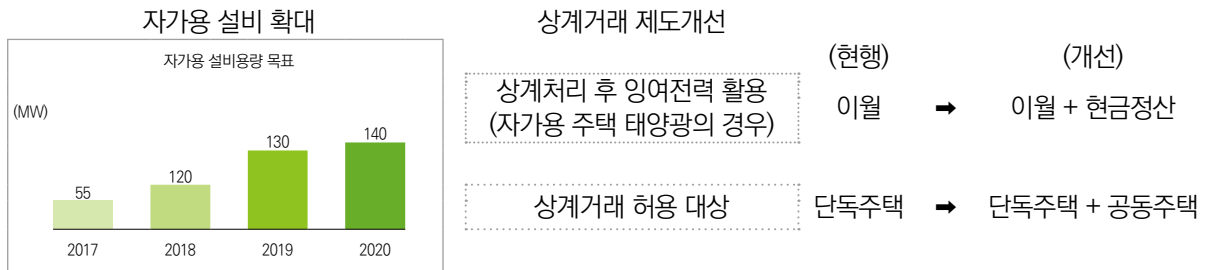 자가용 설비 확대
자가용 설비용량 목표
(MW)
55
120
130
140
2017
2018
2019
2020
상계거래 제도개선
(현행)
(개선)
상계처리 후 잉여전력 활용
(자가용 주택 태양광의 경우)
이월
➡
이월 + 현금정산
상계거래 허용 대상
단독주택
➡
단독주택 + 공동주택